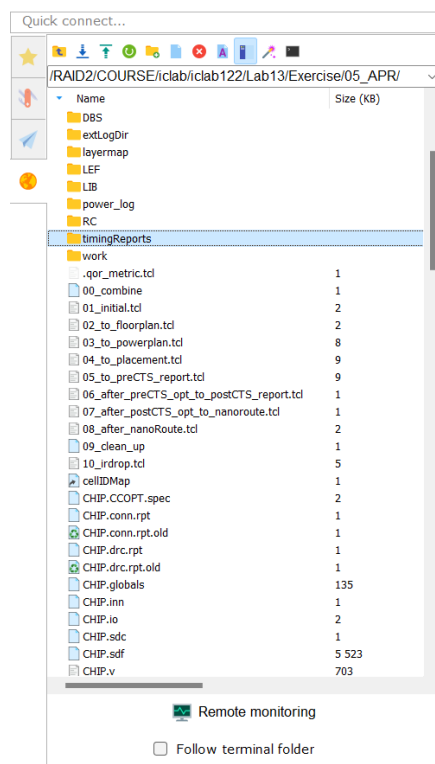 Quick connect...
/RAID2/COURSE/iclab/iclab122/Lab13/Exercise/05_APR/
Name Size (KB)
DBS
extLogDir
layermap
LEF
LIB
power_log
RC
timingReports
work
.qor_metric.tcl 1
00_combine 1
01_initial.tcl 2
02_to_floorplan.tcl 2
03_to_powerplan.tcl 8
04_to_placement.tcl 9
05_to_preCTS_report.tcl 9
06_after_preCTS_opt_to_postCTS_report.tcl 1
07_after_postCTS_opt_to_nanoroute.tcl 1
08_after_nanoRoute.tcl 2
09_clean_up 1
10_irdrop.tcl 5
cellIDMap 1
CHIP.CCOPT.spec 2
CHIP.conn.rpt 1
CHIP.conn.rpt.old 1
CHIP.drc.rpt 1
CHIP.drc.rpt.old 1
CHIP.globals 135
CHIP.inn 1
CHIP.io 2
CHIP.sdc 1
CHIP.sdf 5 523
CHIP.v 703
Remote monitoring
Follow terminal folder